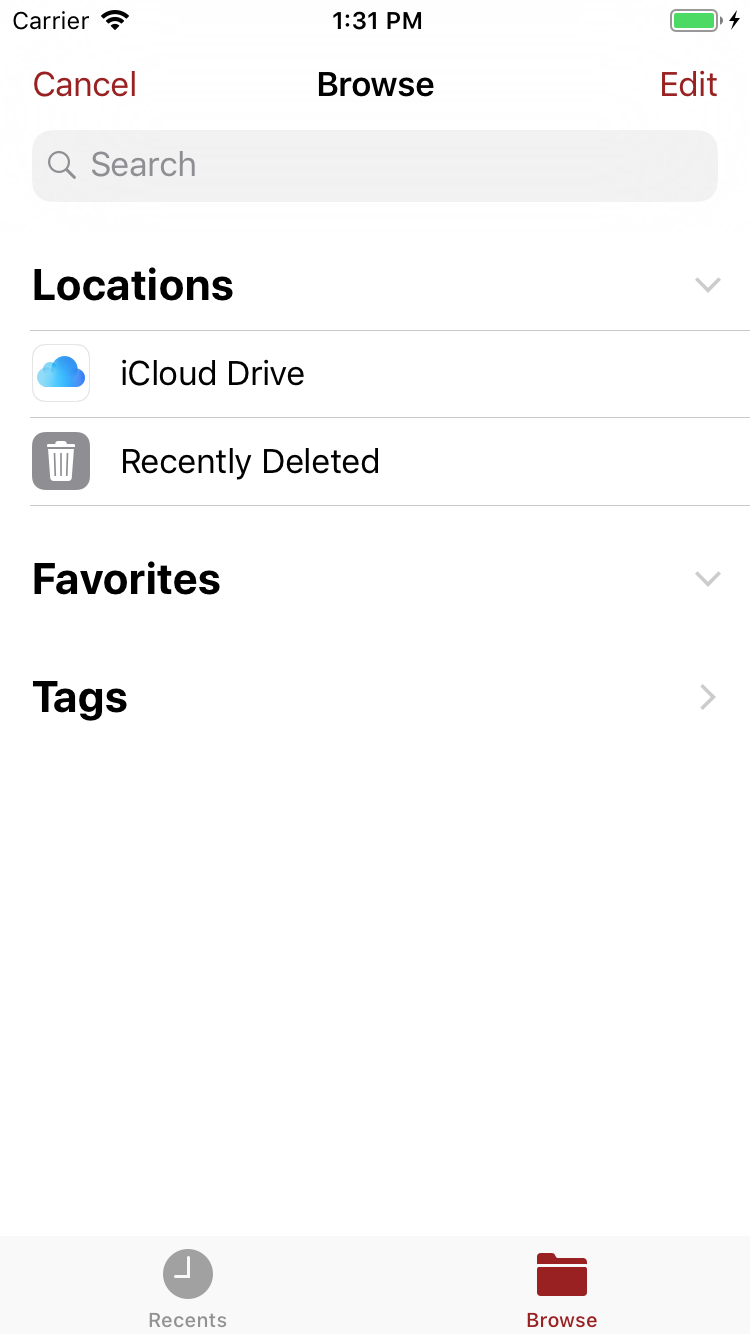 Carrier 1:31 PM
Cancel Browse Edit
Search
Locations
iCloud Drive
Recently Deleted
Favorites
Tags
Recents Browse